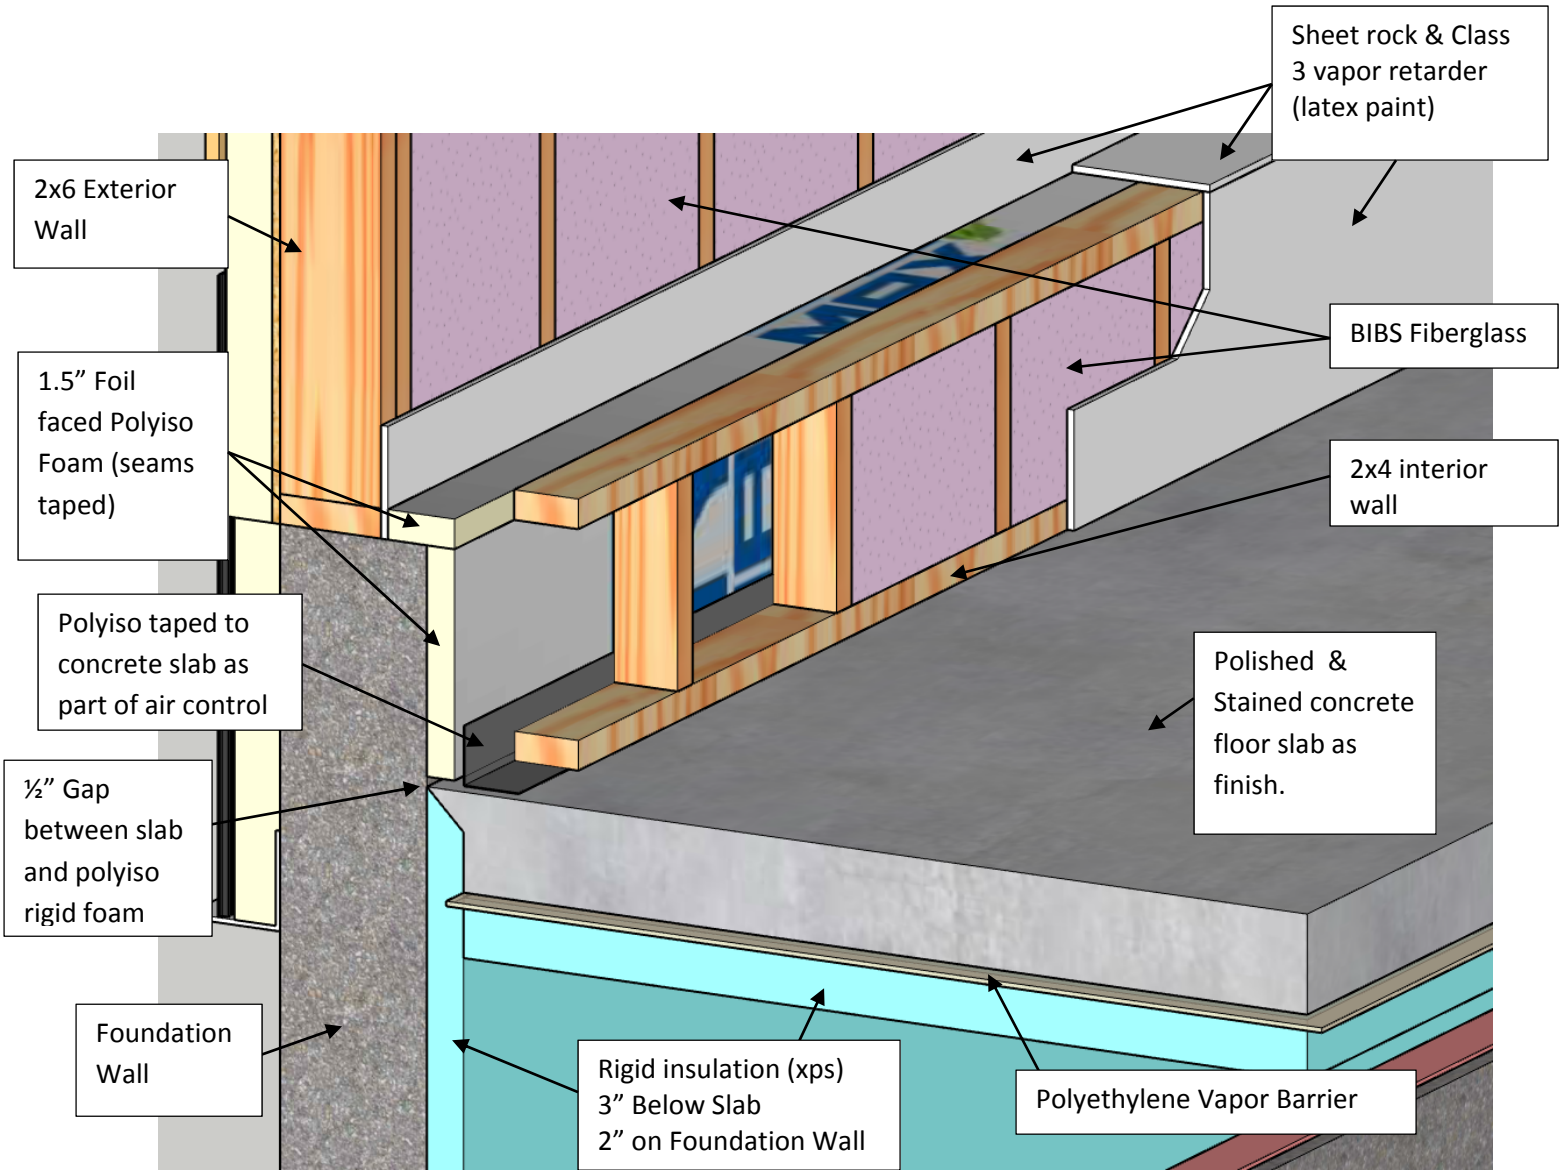 Sheet rock & Class
3 vapor retarder
(latex paint)
2x6 Exterior
Wall
BIBS Fiberglass
1.5” Foil
faced Polyiso
Foam (seams
taped)
2x4 interior
wall
Polyiso taped to
concrete slab as
part of air control
Polished &
Stained concrete
floor slab as
finish.
½” Gap
between slab
and polyiso
rigid foam
Foundation
Wall
Rigid insulation (xps)
3” Below Slab
2” on Foundation Wall
Polyethylene Vapor Barrier